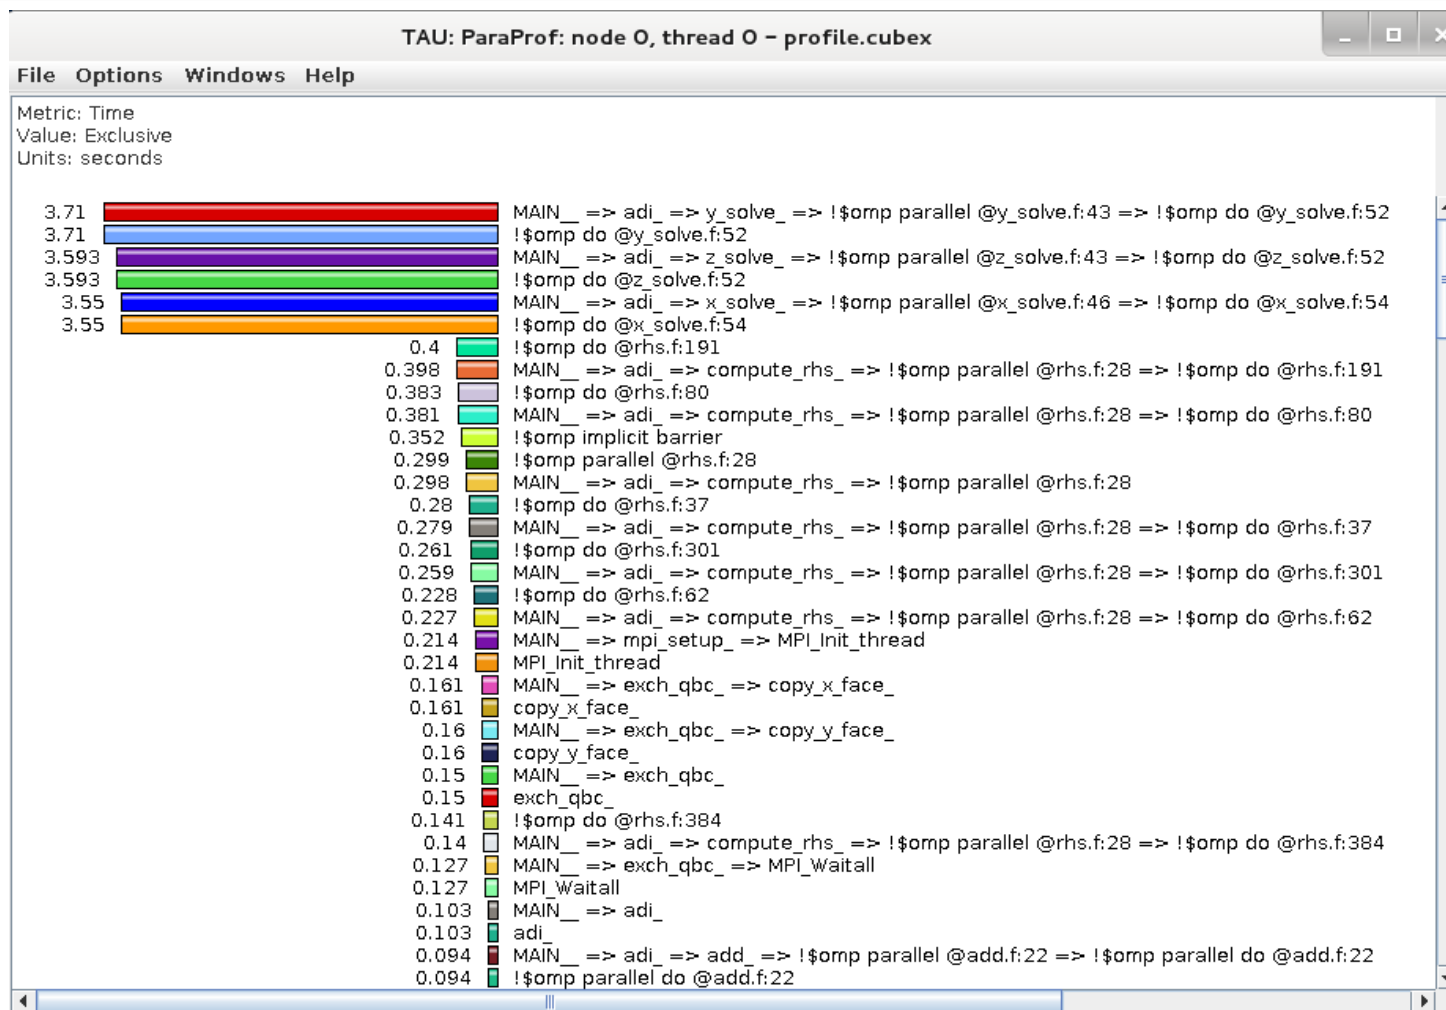 TAU: ParaProf: node 0, thread 0 – profile.cubex
File Options Windows Help
Metric: Time
Value: Exclusive
Units: seconds
3.71 MAIN__ => adi_ => y_solve_ => !$omp parallel @y_solve.f:43 => !$omp do @y_solve.f:52
3.71 !$omp do @y_solve.f:52
3.593 MAIN__ => adi_ => z_solve_ => !$omp parallel @z_solve.f:43 => !$omp do @z_solve.f:52
3.593 !$omp do @z_solve.f:52
3.55 MAIN__ => adi_ => x_solve_ => !$omp parallel @x_solve.f:46 => !$omp do @x_solve.f:54
3.55 !$omp do @x_solve.f:54
0.4 !$omp do @rhs.f:191
0.398 MAIN__ => adi_ => compute_rhs_ => !$omp parallel @rhs.f:28 => !$omp do @rhs.f:191
0.383 !$omp do @rhs.f:80
0.381 MAIN__ => adi_ => compute_rhs_ => !$omp parallel @rhs.f:28 => !$omp do @rhs.f:80
0.352 !$omp implicit barrier
0.299 !$omp parallel @rhs.f:28
0.298 MAIN__ => adi_ => compute_rhs_ => !$omp parallel @rhs.f:28
0.28 !$omp do @rhs.f:37
0.279 MAIN__ => adi_ => compute_rhs_ => !$omp parallel @rhs.f:28 => !$omp do @rhs.f:37
0.261 !$omp do @rhs.f:301
0.259 MAIN__ => adi_ => compute_rhs_ => !$omp parallel @rhs.f:28 => !$omp do @rhs.f:301
0.228 !$omp do @rhs.f:62
0.227 MAIN__ => adi_ => compute_rhs_ => !$omp parallel @rhs.f:28 => !$omp do @rhs.f:62
0.214 MAIN__ => mpi_setup_ => MPI_Init_thread
0.214 MPI_Init_thread
0.161 MAIN__ => exch_qbc_ => copy_x_face_
0.161 copy_x_face_
0.16 MAIN__ => exch_qbc_ => copy_y_face_
0.16 copy_y_face_
0.15 MAIN__ => exch_qbc_
0.15 exch_qbc_
0.141 !$omp do @rhs.f:384
0.14 MAIN__ => adi_ => compute_rhs_ => !$omp parallel @rhs.f:28 => !$omp do @rhs.f:384
0.127 MAIN__ => exch_qbc_ => MPI_Waitall
0.127 MPI_Waitall
0.103 MAIN__ => adi_
0.103 adi_
0.094 MAIN__ => adi_ => add_ => !$omp parallel @add.f:22 => !$omp parallel do @add.f:22
0.094 !$omp parallel do @add.f:22